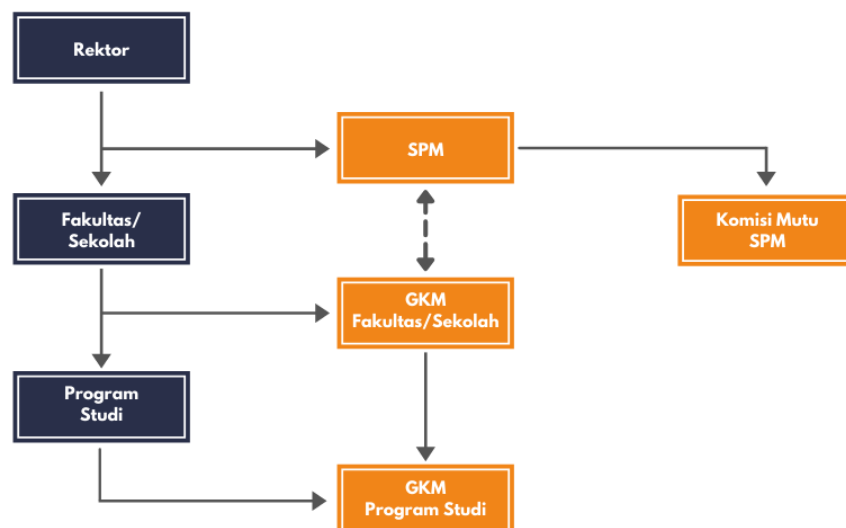 Rektor
SPM
Fakultas/
Sekolah
Komisi Mutu
SPM
GKM
Fakultas/Sekolah
Program
Studi
GKM
Program Studi